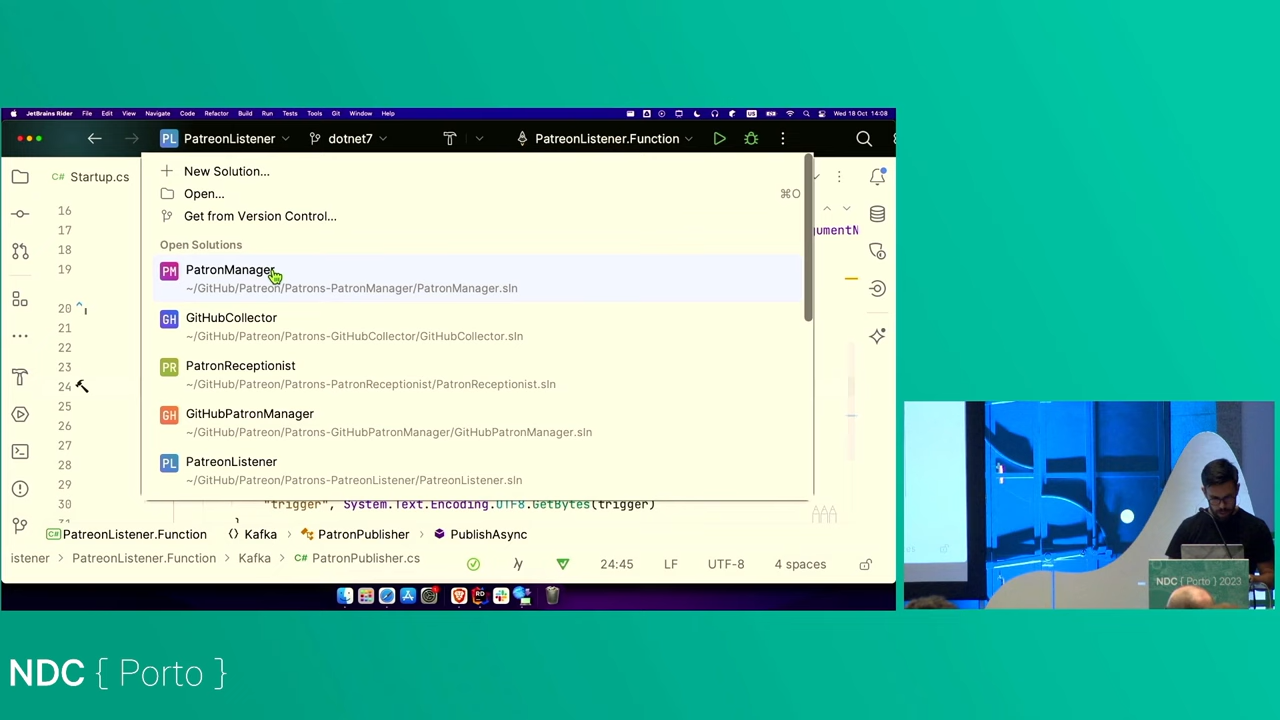 JetBrains Rider File Edit View Navigate Code Refactor Build Run Tests Tools Git Window Help
US
Wed 18 Oct 14:08
PL PatreonListener dotnet7 PatreonListener.Function
C# Startup.cs
New Solution...
Open... ⌘O
Get from Version Control...
Open Solutions
PM PatronManager
~/GitHub/Patreon/Patrons-PatronManager/PatronManager.sln
GH GitHubCollector
~/GitHub/Patreon/Patrons-GitHubCollector/GitHubCollector.sln
PR PatronReceptionist
~/GitHub/Patreon/Patrons-PatronReceptionist/PatronReceptionist.sln
GH GitHubPatronManager
~/GitHub/Patreon/Patrons-GitHubPatronManager/GitHubPatronManager.sln
PL PatreonListener
~/GitHub/Patreon/Patrons-PatreonListener/PatreonListener.sln
16
17
18
19
20
21
22
23
24
25
26
27
28
29
30
umentN
"trigger", System.Text.Encoding.UTF8.GetBytes(trigger)
C# PatreonListener.Function Kafka PatronPublisher PublishAsync
istener PatreonListener.Function Kafka C# PatronPublisher.cs
24:45 LF UTF-8 4 spaces
NDC { Porto } 2023
NDC { Porto }